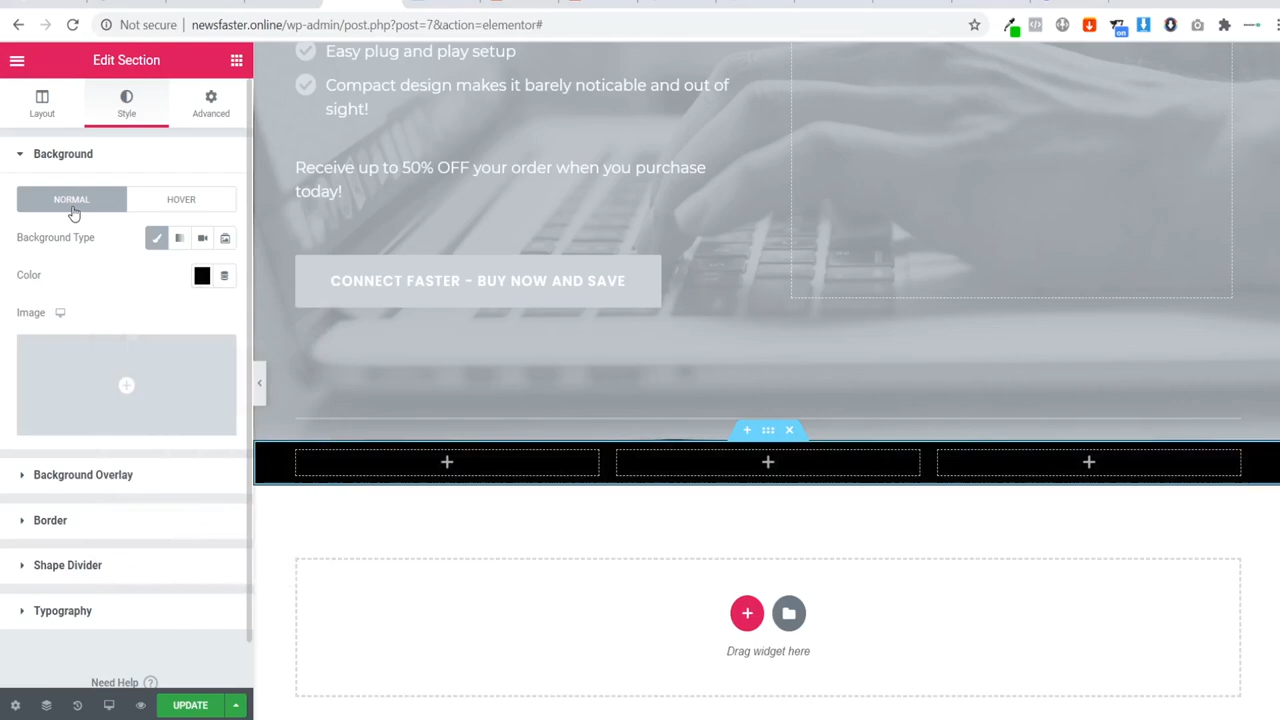 Not secure
newsfaster.online/wp-admin/post.php?post=7&action=elementor#
on
Edit Section
Layout
Style
Advanced
Background
NORMAL
HOVER
Background Type
Color
Image
Background Overlay
Border
Shape Divider
Typography
Need Help
UPDATE
Easy plug and play setup
Compact design makes it barely noticable and out of
sight!
Receive up to 50% OFF your order when you purchase
today!
CONNECT FASTER - BUY NOW AND SAVE
Drag widget here